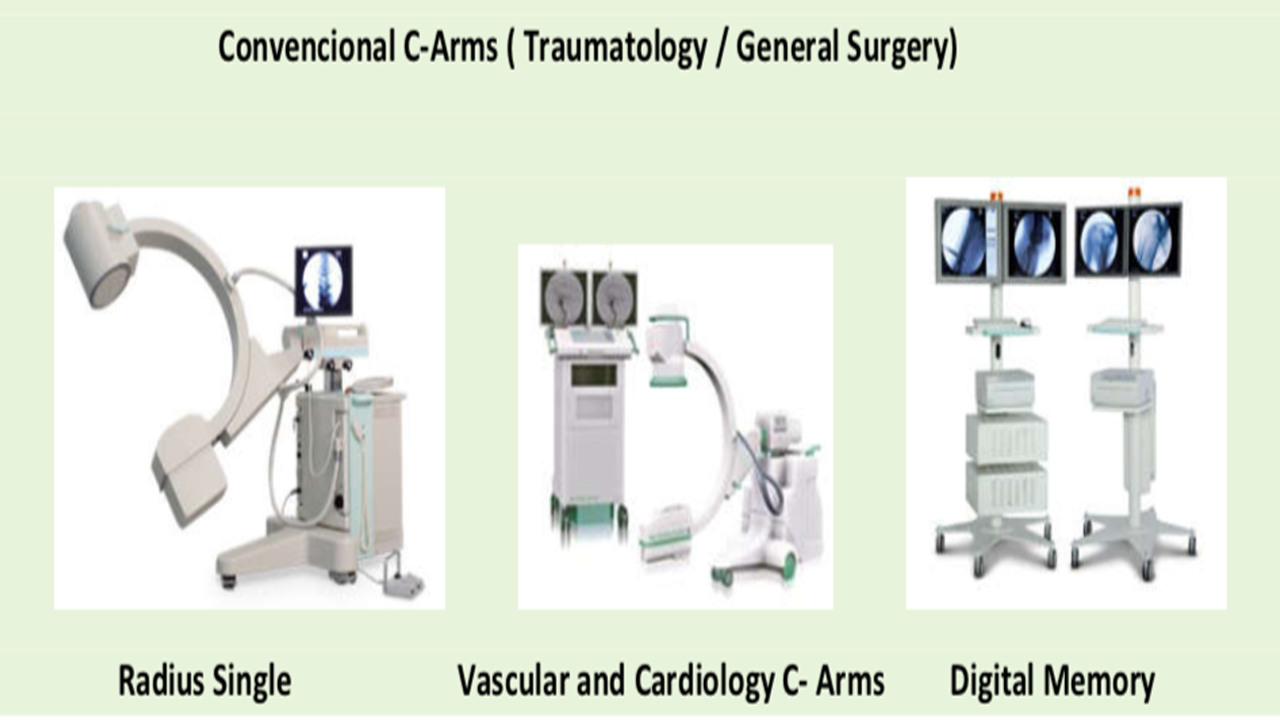 Convencional C-Arms ( Traumatology / General Surgery)
Radius Single
Vascular and Cardiology C- Arms
Digital Memory